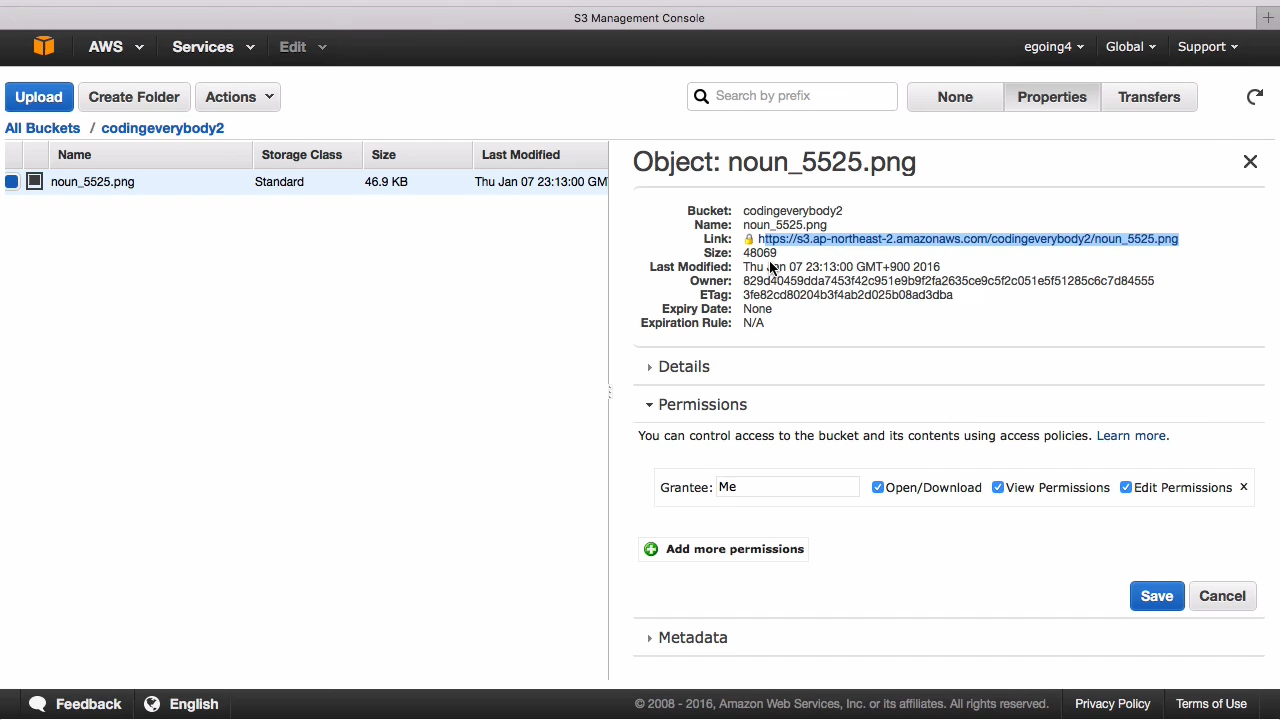 S3 Management Console
AWS Services Edit egoing4 Global Support
Upload Create Folder Actions Search by prefix None Properties Transfers
All Buckets / codingeverybody2
Name Storage Class Size Last Modified
noun_5525.png Standard 46.9 KB Thu Jan 07 23:13:00 GM
Object: noun_5525.png
Bucket: codingeverybody2
Name: noun_5525.png
Link: https://s3.ap-northeast-2.amazonaws.com/codingeverybody2/noun_5525.png
Size: 48069
Last Modified: Thu Jan 07 23:13:00 GMT+900 2016
Owner: 829d40459dda7453f42c951e9b9f2fa2635ce9c5f2c051e5f51285c6c7d84555
ETag: 3fe82cd80204b3f4ab2d025b08ad3dba
Expiry Date: None
Expiration Rule: N/A
Details
Permissions
You can control access to the bucket and its contents using access policies. Learn more.
Grantee: Me Open/Download View Permissions Edit Permissions ×
Add more permissions
Save Cancel
Metadata
Feedback English © 2008 - 2016, Amazon Web Services, Inc. or its affiliates. All rights reserved. Privacy Policy Terms of Use